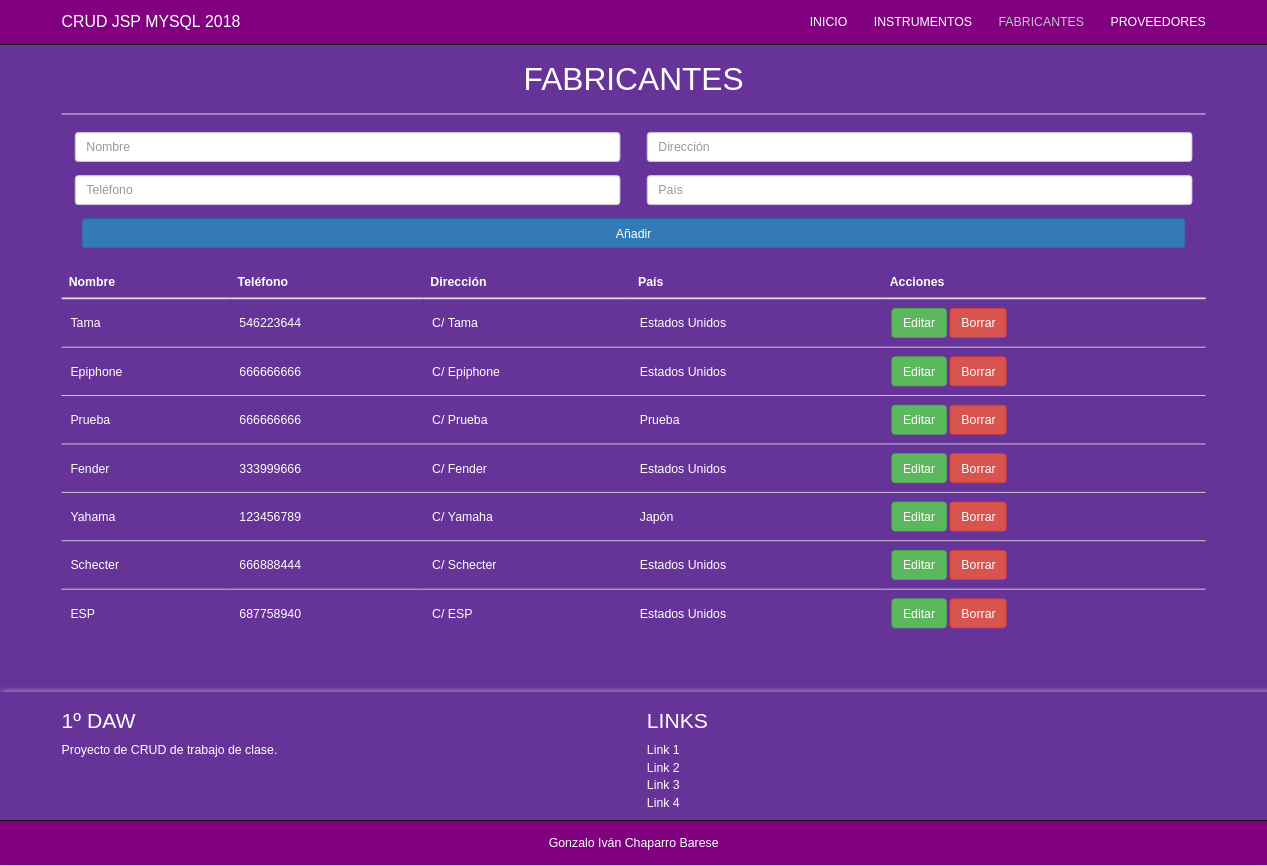 CRUD JSP MYSQL 2018 INICIO INSTRUMENTOS FABRICANTES PROVEEDORES
FABRICANTES
Nombre Dirección
Teléfono País
Añadir
Nombre Teléfono Dirección País Acciones
Tama 546223644 C/ Tama Estados Unidos Editar Borrar
Epiphone 666666666 C/ Epiphone Estados Unidos Editar Borrar
Prueba 666666666 C/ Prueba Prueba Editar Borrar
Fender 333999666 C/ Fender Estados Unidos Editar Borrar
Yahama 123456789 C/ Yamaha Japón Editar Borrar
Schecter 666888444 C/ Schecter Estados Unidos Editar Borrar
ESP 687758940 C/ ESP Estados Unidos Editar Borrar
1º DAW
Proyecto de CRUD de trabajo de clase.
LINKS
Link 1
Link 2
Link 3
Link 4
Gonzalo Iván Chaparro Barese